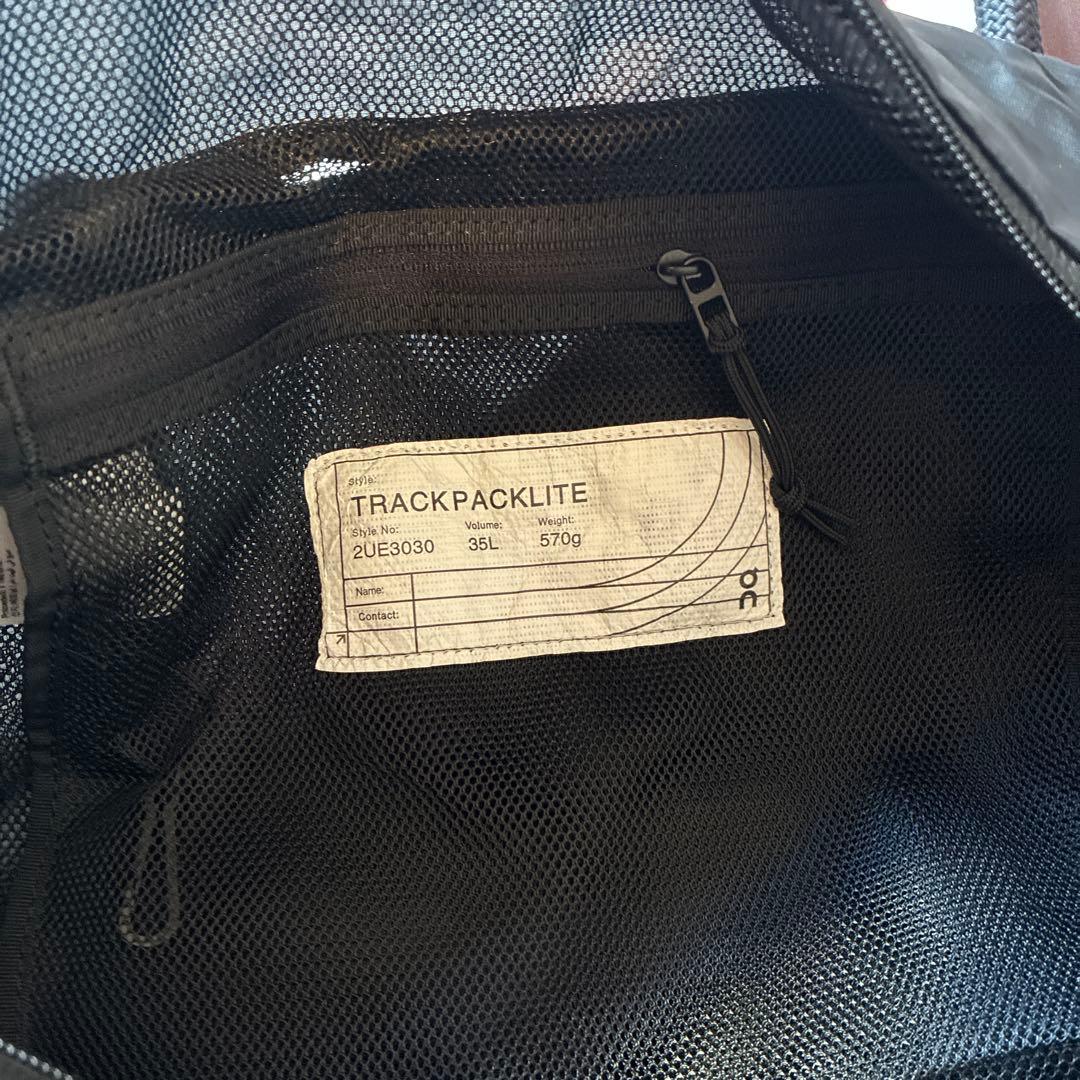 Style:
TRACKPACKLITE
Style No: Volume: Weight:
2UE3030 35L 570g
Name:
Contact:
on